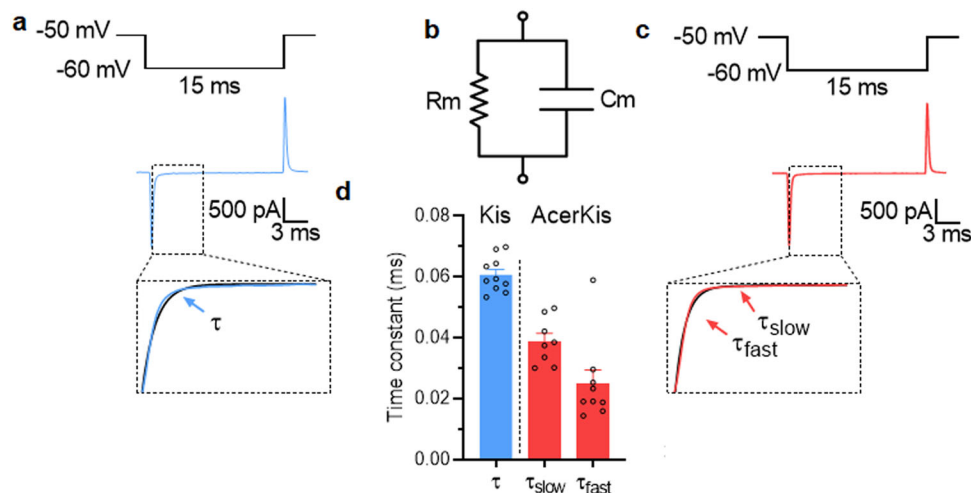 a
-50 mV
-60 mV
15 ms
500 pA
3 ms
τ
b
Rm
Cm
c
-50 mV
-60 mV
15 ms
500 pA
3 ms
τslow
τfast
d
Kis
AcerKis
Time constant (ms)
0.08
0.06
0.04
0.02
0.00
τ
τslow
τfast